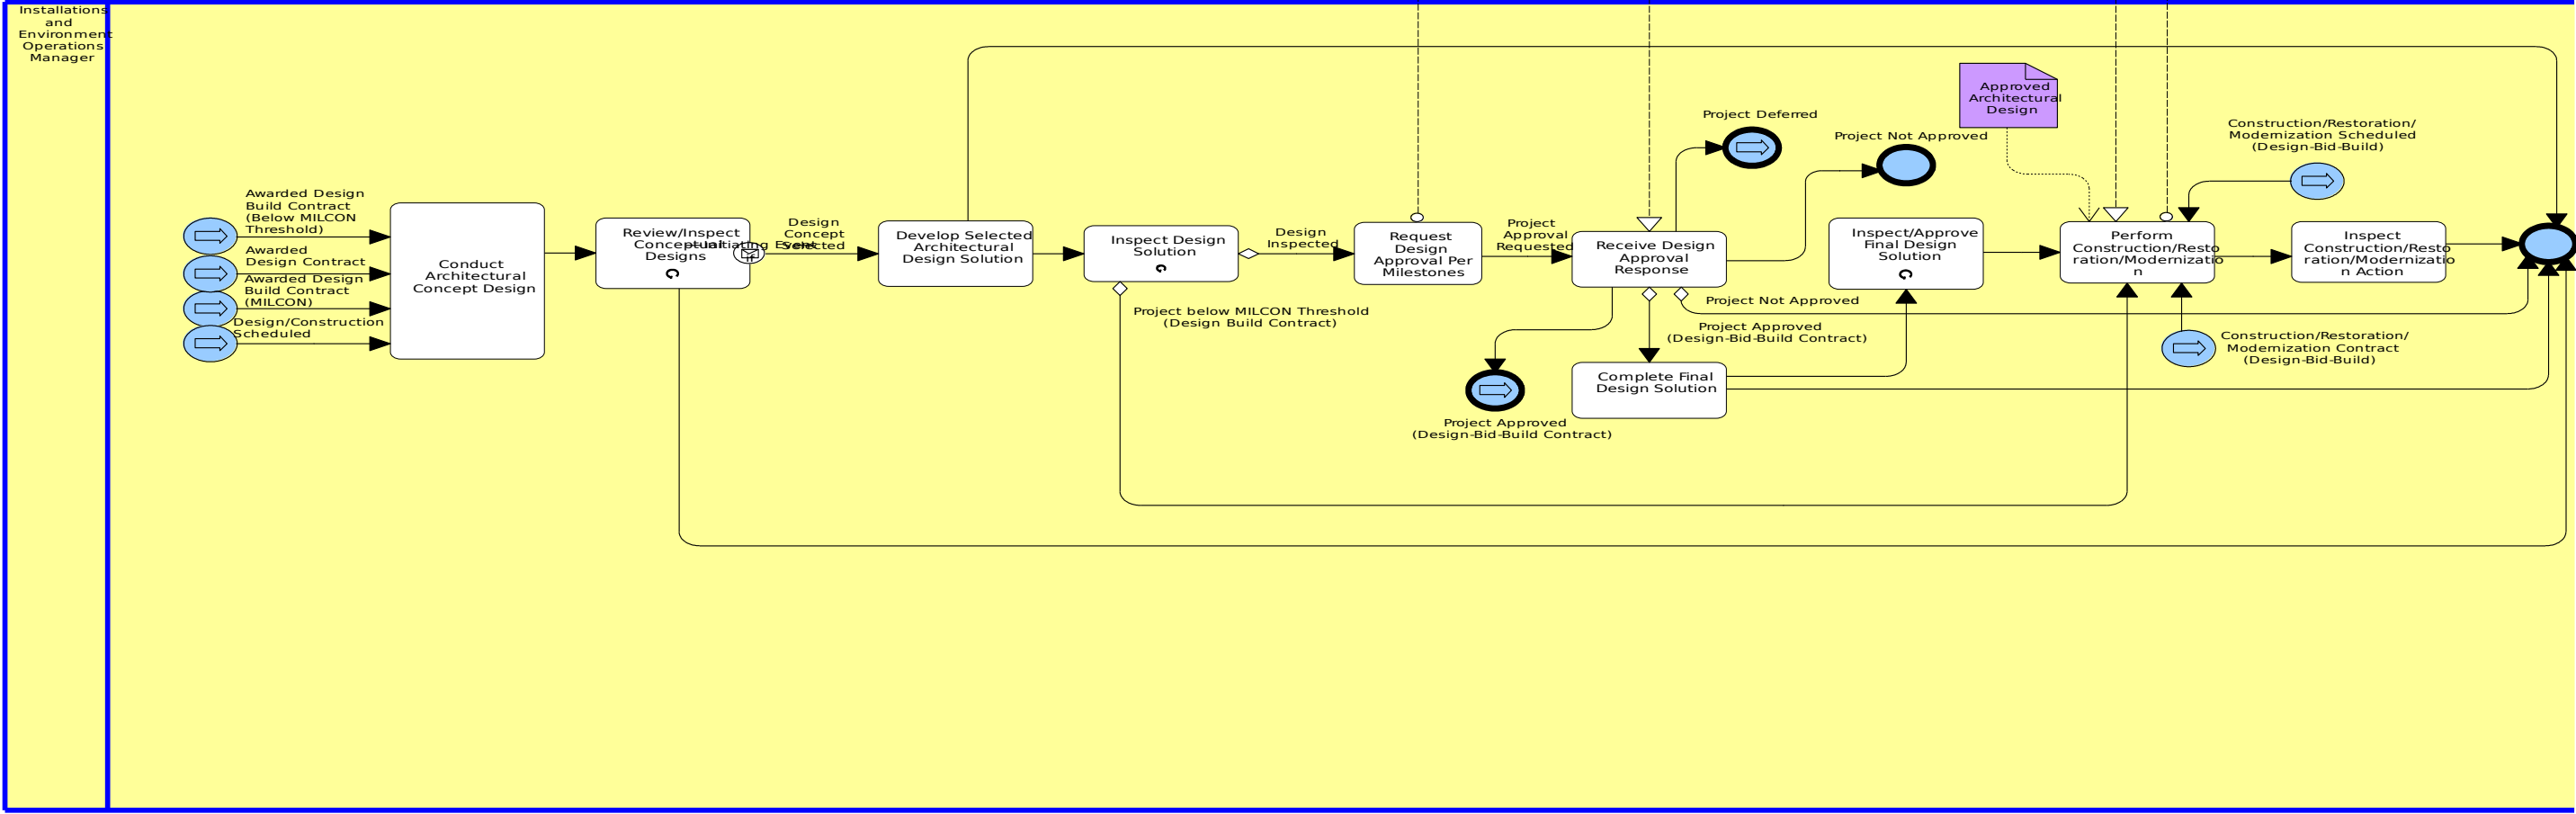 Installations
and
Environment
Operations
Manager
Awarded Design
Build Contract
(Below MILCON
Threshold)
Awarded
Design Contract
Awarded Design
Build Contract
(MILCON)
Design/Construction
Scheduled
Conduct
Architectural
Concept Design
Review/Inspect
Conceptual
Designs
Initiating Event
Design
Concept
Selected
Develop Selected
Architectural
Design Solution
Inspect Design
Solution
Design
Inspected
Project below MILCON Threshold
(Design Build Contract)
Request
Design
Approval Per
Milestones
Project
Approval
Requested
Receive Design
Approval
Response
Project Deferred
Project Not Approved
Project Not Approved
Project Approved
(Design-Bid-Build Contract)
Project Approved
(Design-Bid-Build Contract)
Complete Final
Design Solution
Inspect/Approve
Final Design
Solution
Approved
Architectural
Design
Perform
Construction/Resto
ration/Modernizatio
n
Construction/Restoration/
Modernization Scheduled
(Design-Bid-Build)
Construction/Restoration/
Modernization Contract
(Design-Bid-Build)
Inspect
Construction/Resto
ration/Modernizatio
n Action